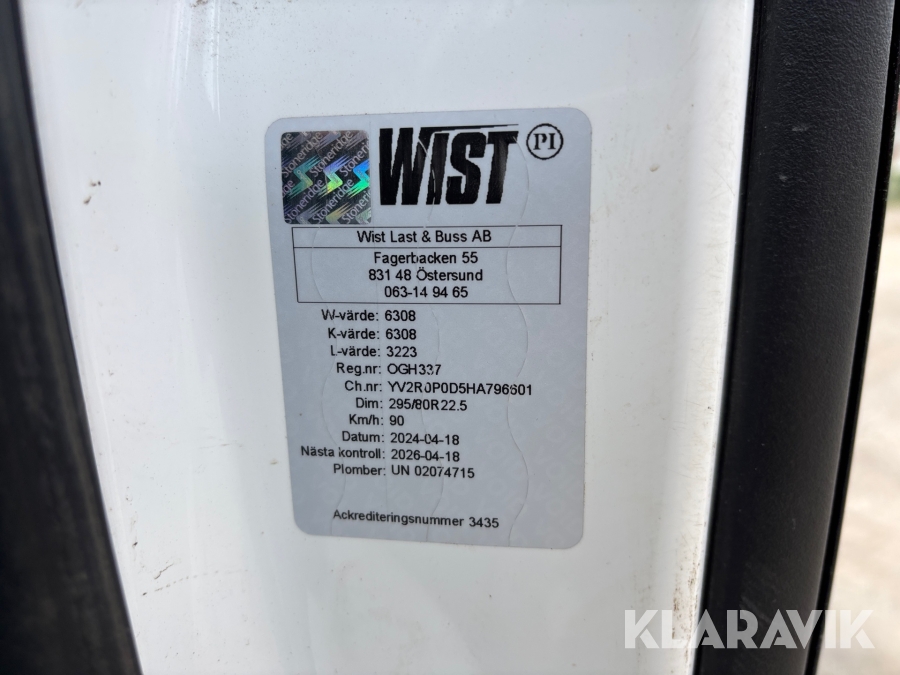 Stoneridge
WIST PI
Wist Last & Buss AB
Fagerbacken 55
831 48 Östersund
063-14 94 65
W-värde: 6308
K-värde: 6308
L-värde: 3223
Reg.nr: OGH337
Ch.nr: YV2R0P0D5HA796601
Dim: 295/80R22.5
Km/h: 90
Datum: 2024-04-18
Nästa kontroll: 2026-04-18
Plomber: UN 02074715
Ackrediteringsnummer 3435
KLARAVIK